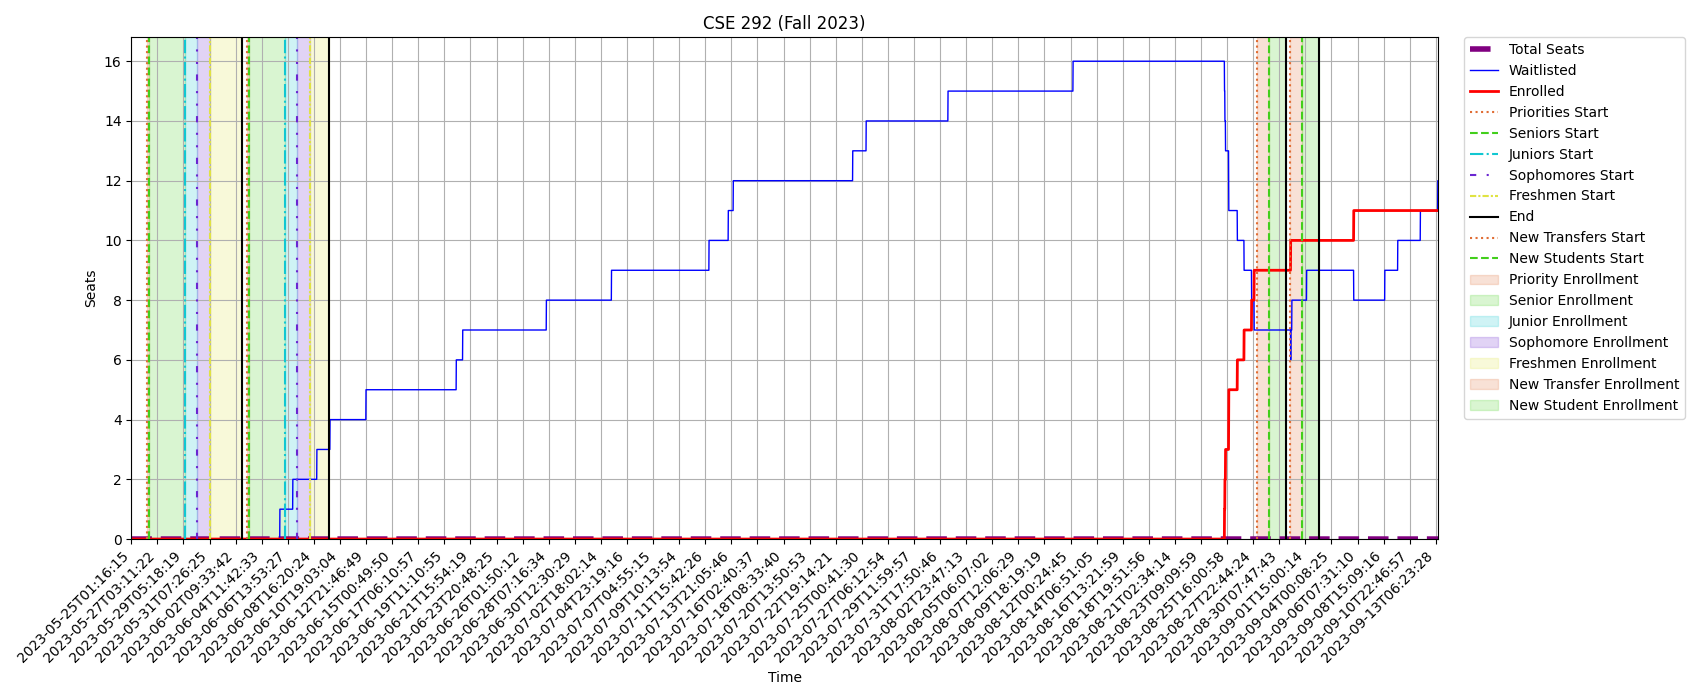 CSE 292 (Fall 2023)
Seats
16
14
12
10
8
6
4
2
0
2023-05-25T01:16:15
2023-05-27T03:11:22
2023-05-29T05:18:19
2023-05-31T07:26:25
2023-06-02T09:33:42
2023-06-04T11:42:33
2023-06-06T13:53:27
2023-06-08T16:20:24
2023-06-10T19:03:04
2023-06-12T21:46:49
2023-06-15T00:49:50
2023-06-17T06:10:57
2023-06-19T11:10:55
2023-06-21T15:54:19
2023-06-23T20:48:25
2023-06-26T01:50:12
2023-06-28T07:16:34
2023-06-30T12:30:29
2023-07-02T18:02:14
2023-07-04T23:19:16
2023-07-07T04:55:15
2023-07-09T10:13:54
2023-07-11T15:42:26
2023-07-13T21:05:46
2023-07-16T02:40:37
2023-07-18T08:33:40
2023-07-20T13:50:53
2023-07-22T19:14:21
2023-07-25T00:41:30
2023-07-27T06:12:54
2023-07-29T11:59:57
2023-07-31T17:50:46
2023-08-02T23:47:13
2023-08-05T06:07:02
2023-08-07T12:06:29
2023-08-09T18:19:19
2023-08-12T00:24:45
2023-08-14T06:51:05
2023-08-16T13:21:59
2023-08-18T19:51:56
2023-08-21T02:34:14
2023-08-23T09:09:59
2023-08-25T16:00:58
2023-08-27T22:44:24
2023-08-30T07:47:43
2023-09-01T15:00:14
2023-09-04T00:08:25
2023-09-06T07:31:10
2023-09-08T15:09:16
2023-09-10T22:46:57
2023-09-13T06:23:28
Time
Total Seats
Waitlisted
Enrolled
Priorities Start
Seniors Start
Juniors Start
Sophomores Start
Freshmen Start
End
New Transfers Start
New Students Start
Priority Enrollment
Senior Enrollment
Junior Enrollment
Sophomore Enrollment
Freshmen Enrollment
New Transfer Enrollment
New Student Enrollment